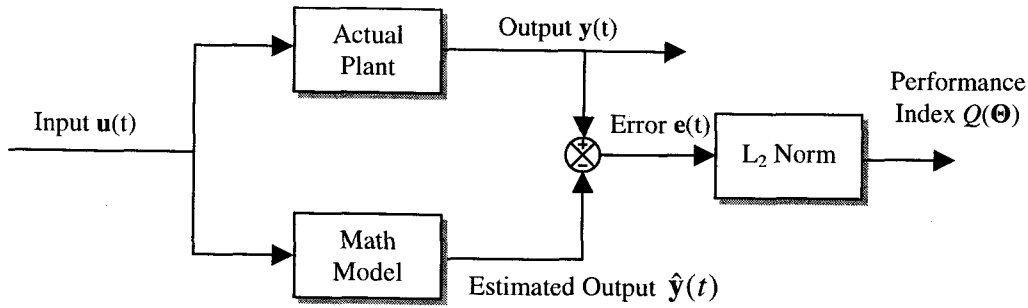 Actual
Plant
Output y(t)
Input u(t)
+
-
Error e(t)
L₂ Norm
Performance
Index Q(Θ)
Math
Model
Estimated Output ŷ(t)